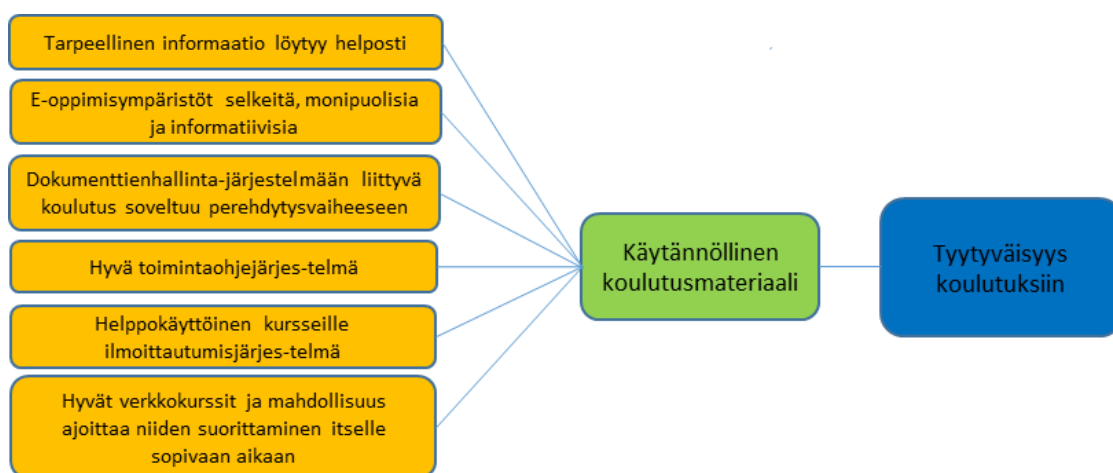 Tarpeellinen informaatio löytyy helposti
E-oppimisympäristöt selkeitä, monipuolisia
ja informatiivisia
Dokumenttienhallinta-järjestelmään liittyvä
koulutus soveltuu perehdytysvaiheeseen
Hyvä toimintaohjejärjes-telmä
Helppokäyttöinen kursseille
ilmoittautumisjärjes-telmä
Hyvät verkkokurssit ja mahdollisuus
ajoittaa niiden suorittaminen itselle
sopivaan aikaan
Käytännöllinen
koulutusmateriaali
Tyytyväisyys
koulutuksiin